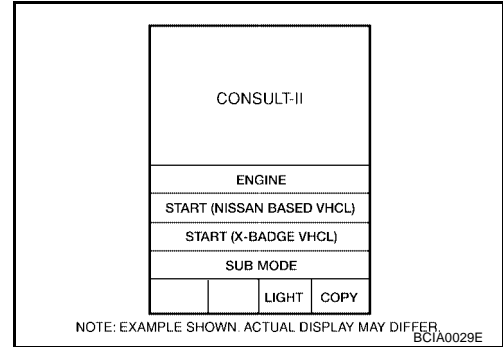 CONSULT-II
ENGINE
START (NISSAN BASED VHCL)
START (X-BADGE VHCL)
SUB MODE
LIGHT COPY
NOTE: EXAMPLE SHOWN. ACTUAL DISPLAY MAY DIFFER.
BCIA0029E